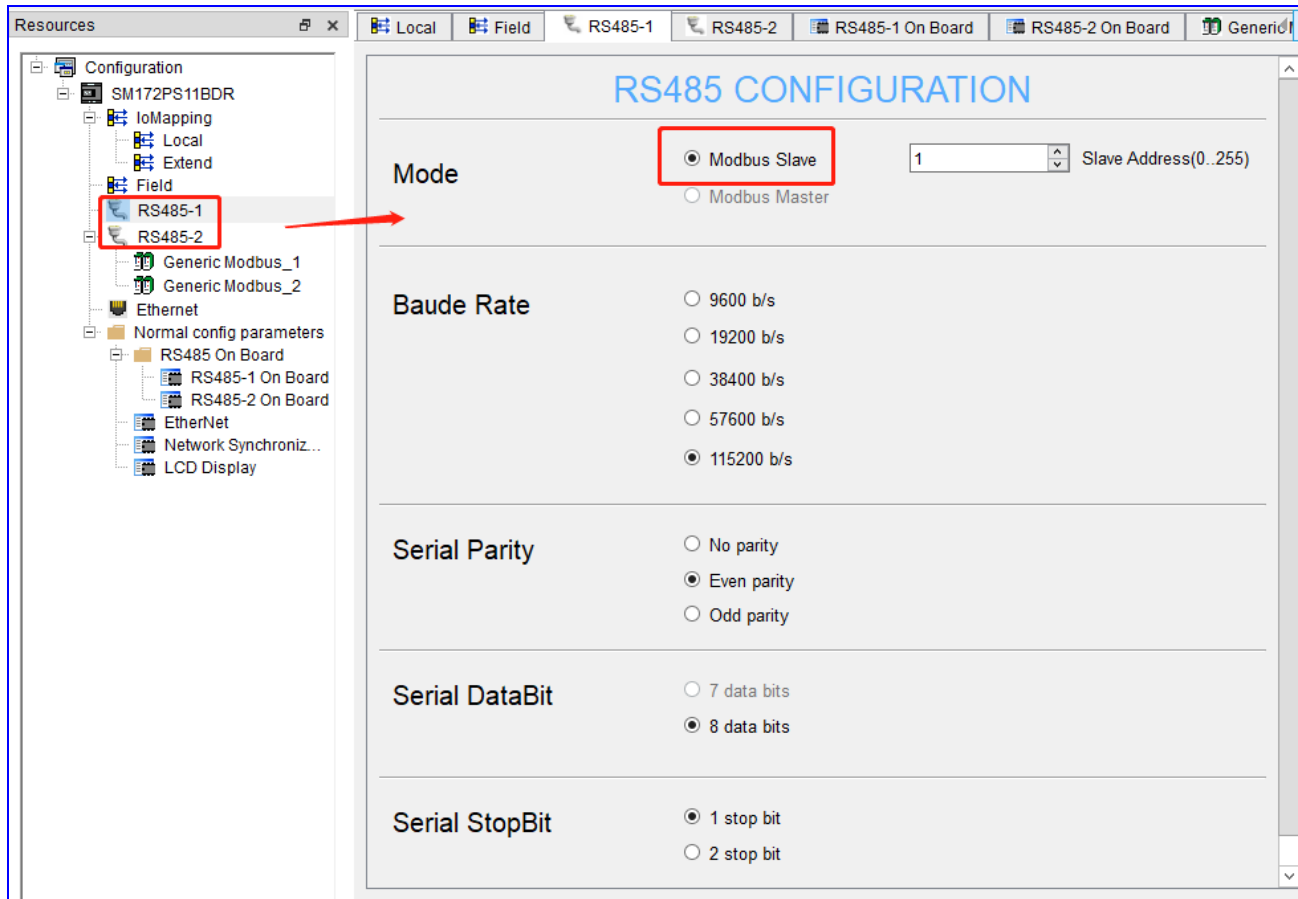 Resources
Configuration
SM172PS11BDR
IoMapping
Local
Extend
Field
RS485-1
RS485-2
Generic Modbus_1
Generic Modbus_2
Ethernet
Normal config parameters
RS485 On Board
RS485-1 On Board
RS485-2 On Board
EtherNet
Network Synchroniz...
LCD Display
Local Field RS485-1 RS485-2 RS485-1 On Board RS485-2 On Board Generic
RS485 CONFIGURATION
Mode
Modbus Slave 1 Slave Address(0..255)
Modbus Master
Baude Rate
9600 b/s
19200 b/s
38400 b/s
57600 b/s
115200 b/s
Serial Parity
No parity
Even parity
Odd parity
Serial DataBit
7 data bits
8 data bits
Serial StopBit
1 stop bit
2 stop bit